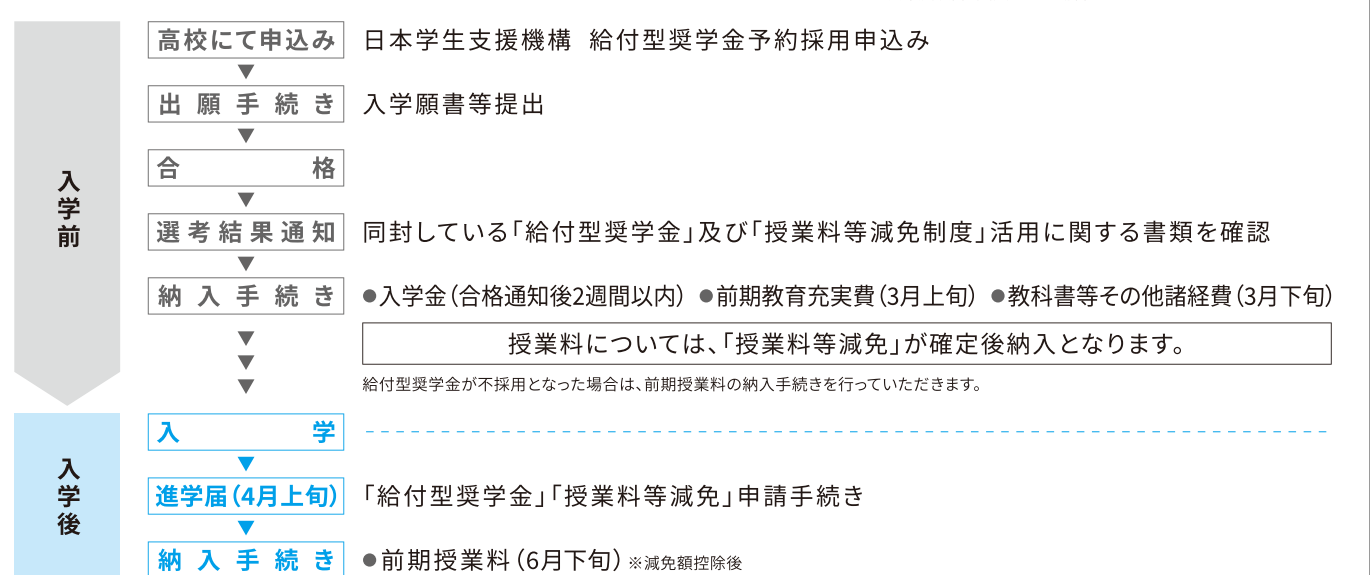 入学前
高校にて申込み 日本学生支援機構 給付型奨学金予約採用申込み
▼
出願手続き 入学願書等提出
▼
合格
▼
選考結果通知 同封している「給付型奨学金」及び「授業料等減免制度」活用に関する書類を確認
▼
納入手続き ●入学金(合格通知後2週間以内) ●前期教育充実費(3月上旬) ●教科書等その他諸経費(3月下旬)
▼
授業料については、「授業料等減免」が確定後納入となります。
▼
▼
給付型奨学金が不採用となった場合は、前期授業料の納入手続きを行っていただきます。
入学後
入学
▼
進学届(4月上旬) 「給付型奨学金」「授業料等減免」申請手続き
▼
納入手続き ●前期授業料(6月下旬)※減免額控除後